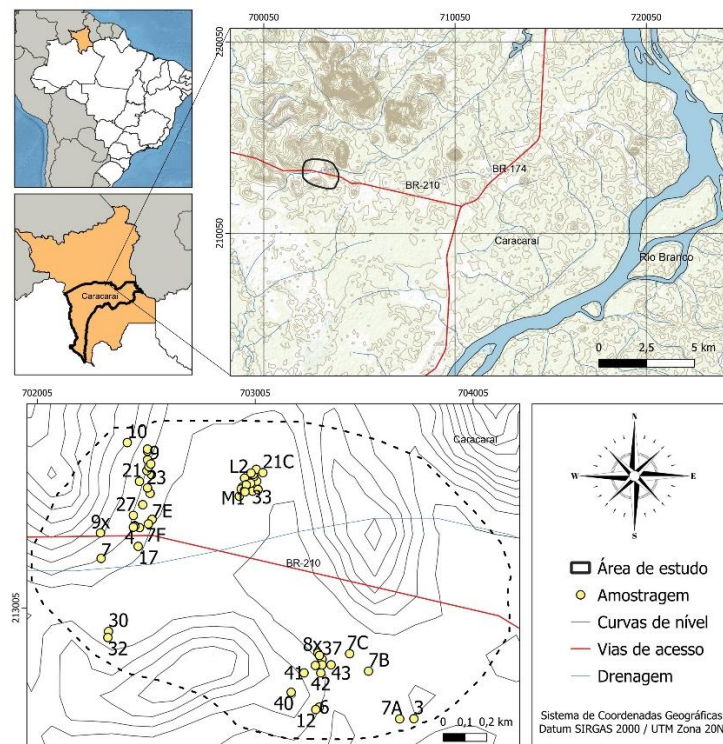 700050
710050
720050
220050
BR-174
BR-210
210050
Caracaraí
Rio Branco
0 2,5 5 km
Caracaraí
702005
703005
704005
Caracaraí
10
9
L2
21C
21
23
M1
33
27
7E
9x
4
7F
7
17
BR-210
213005
30
32
8x
37
7C
41
43
7B
42
40
6
12
7A
3
0 0,1 0,2 km
N
W
E
S
Área de estudo
Amostragem
Curvas de nível
Vias de acesso
Drenagem
Sistema de Coordenadas Geográficas
Datum SIRGAS 2000 / UTM Zona 20N